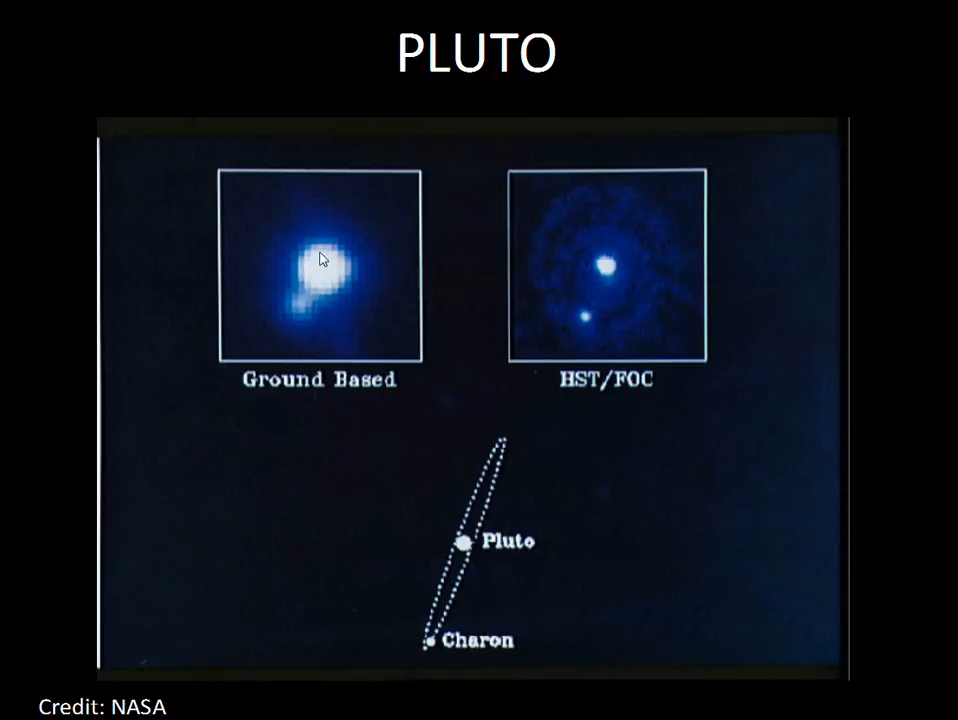 PLUTO
Ground Based
HST/FOC
Pluto
Charon
Credit: NASA